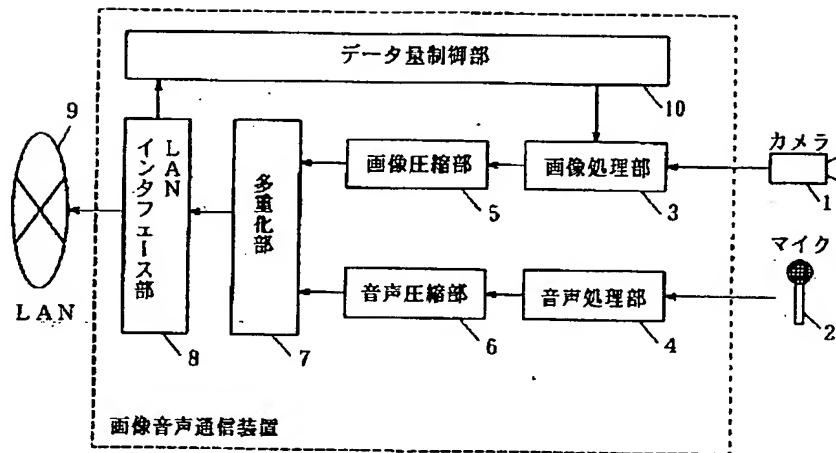 データ量制御部
10
9
LAN
インタフェース部
多重化部
画像圧縮部
画像処理部
カメラ
5
3
1
マイク
音声圧縮部
音声処理部
LAN
8
7
6
4
2
画像音声通信装置